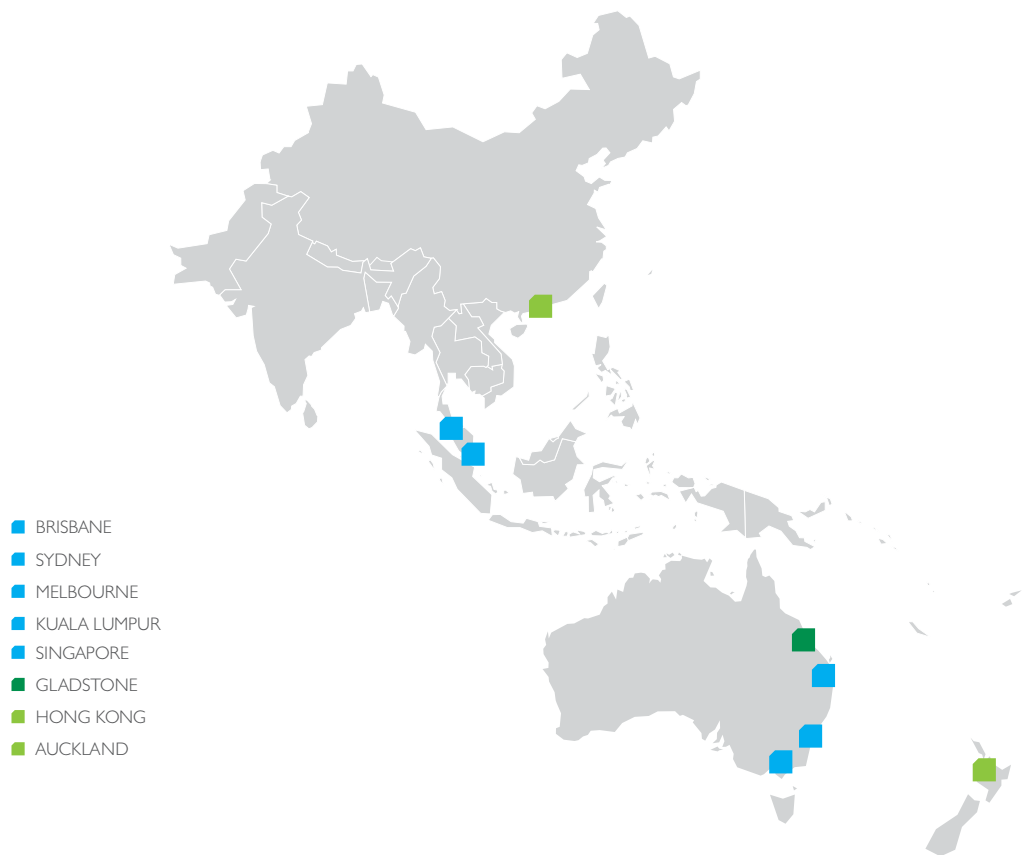 BRISBANE
SYDNEY
MELBOURNE
KUALA LUMPUR
SINGAPORE
GLADSTONE
HONG KONG
AUCKLAND